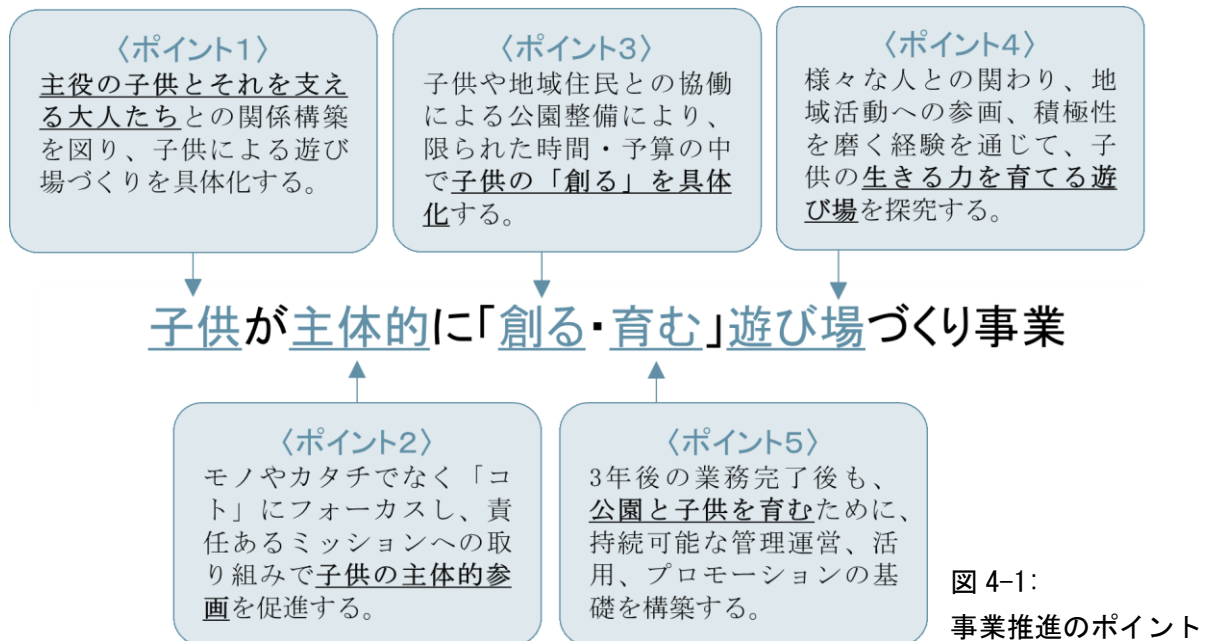 〈ポイント1〉
主役の子供とそれを支え
る大人たちとの関係構築
を図り、子供による遊び
場づくりを具体化する。
〈ポイント3〉
子供や地域住民との協働
による公園整備により、
限られた時間・予算の中
で子供の「創る」を具体
化する。
〈ポイント4〉
様々な人との関わり、地
域活動への参画、積極性
を磨く経験を通じて、子
供の生きる力を育てる遊
び場を探究する。
子供が主体的に「創る・育む」遊び場づくり事業
〈ポイント2〉
モノやカタチでなく「コ
ト」にフォーカスし、責
任あるミッションへの取
り組みで子供の主体的参
画を促進する。
〈ポイント5〉
3年後の業務完了後も、
公園と子供を育むために、
持続可能な管理運営、活
用、プロモーションの基
礎を構築する。
図 4-1:
事業推進のポイント